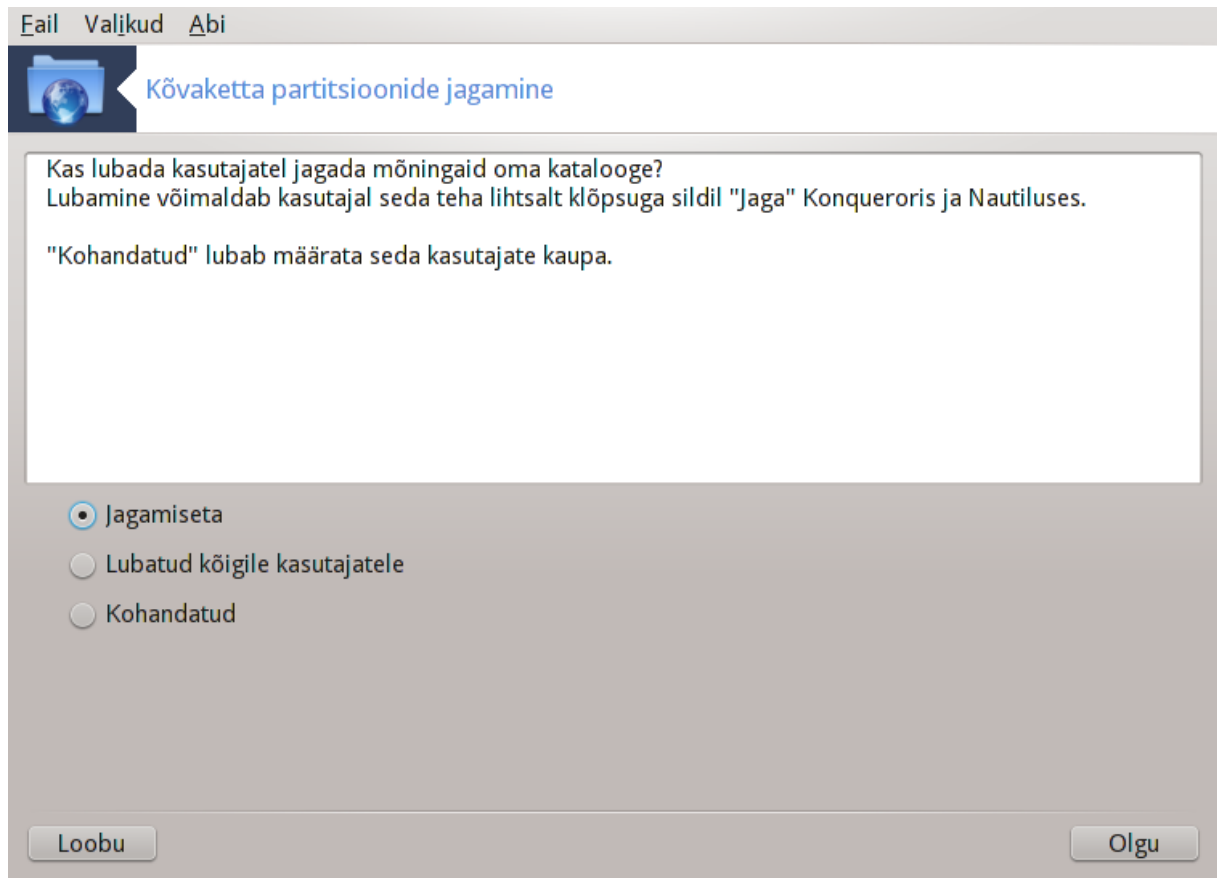 Fail Valikud Abi
Kõvaketta partitsioonide jagamine
Kas lubada kasutajatel jagada mõningaid oma katalooge?
Lubamine võimaldab kasutajal seda teha lihtsalt klõpsuga sildil "Jaga" Konqueroris ja Nautiluses.
"Kohandatud" lubab määrata seda kasutajate kaupa.
Jagamiseta
Lubatud kõigile kasutajatele
Kohandatud
Loobu Olgu